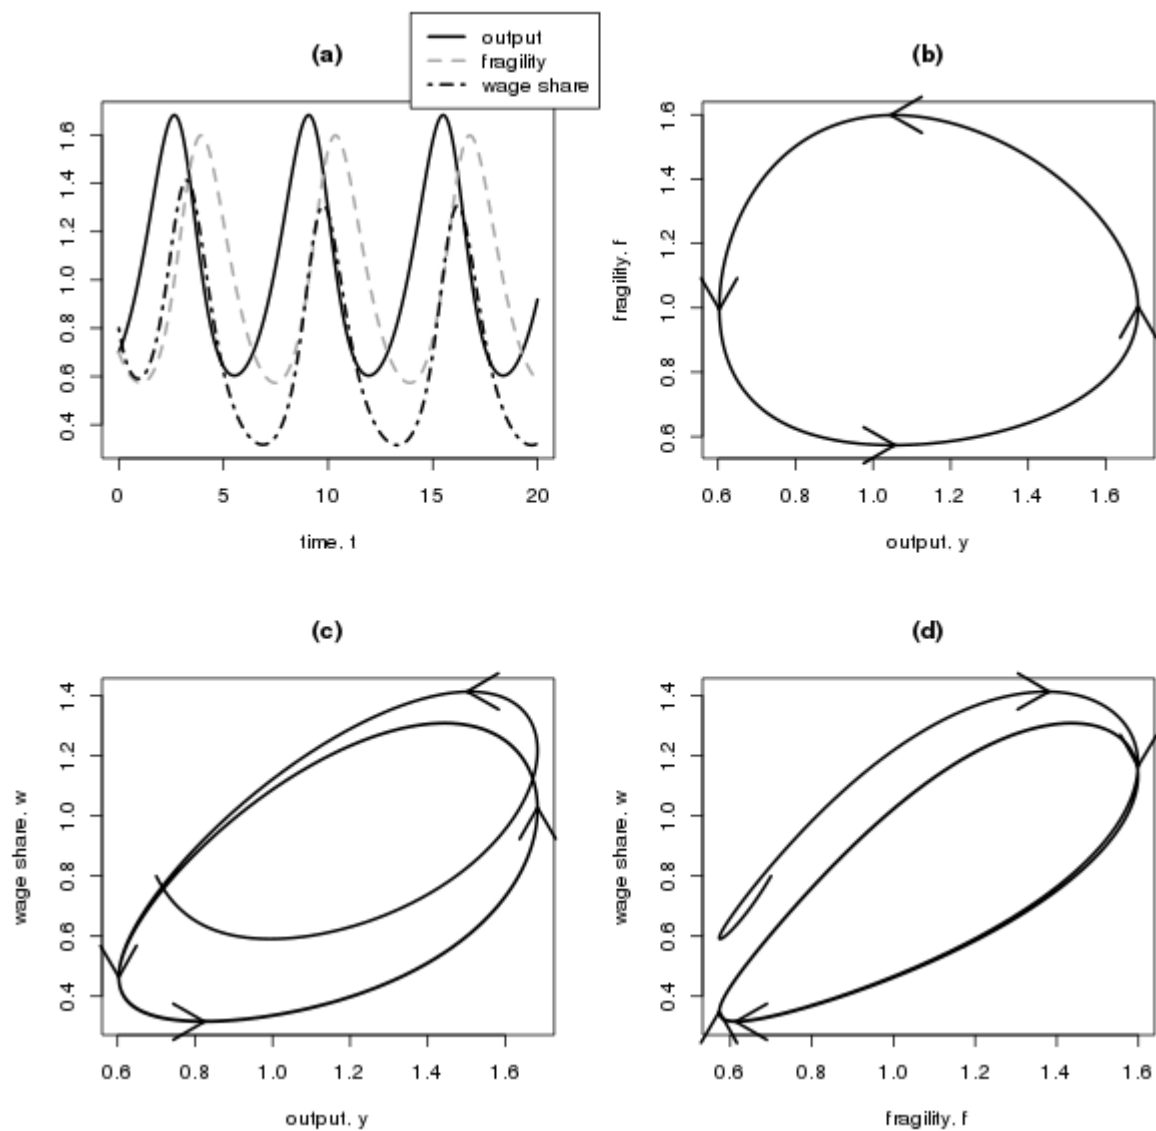 (a)
output
fragility
wage share
1.6
1.4
1.2
1.0
0.8
0.6
0.4
0 5 10 15 20
time, t
(b)
fragility, f
1.6
1.4
1.2
1.0
0.8
0.6
0.6 0.8 1.0 1.2 1.4 1.6
output, y
(c)
wage share, w
1.4
1.2
1.0
0.8
0.6
0.4
0.6 0.8 1.0 1.2 1.4 1.6
output, y
(d)
wage share, w
1.4
1.2
1.0
0.8
0.6
0.4
0.6 0.8 1.0 1.2 1.4 1.6
fragility, f